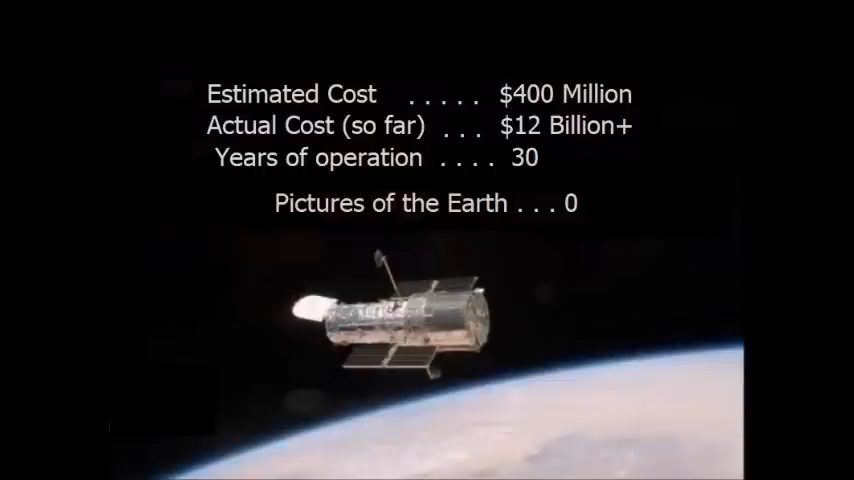 Estimated Cost ..... $400 Million
Actual Cost (so far) ... $12 Billion+
Years of operation .... 30
Pictures of the Earth ... 0